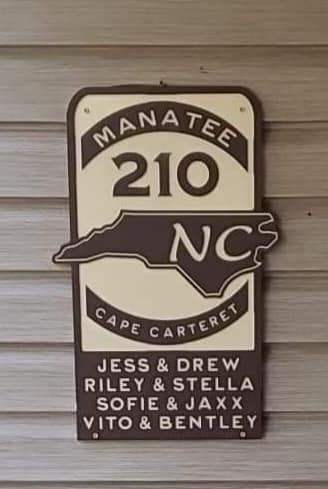 MANATEE
210
NC
CAPE CARTERET
JESS & DREW
RILEY & STELLA
SOFIE & JAXX
VITO & BENTLEY